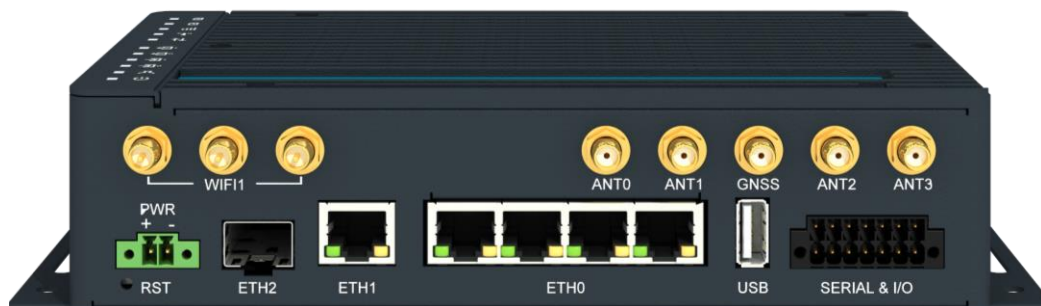 WIFI1
ANT0 ANT1 GNSS ANT2 ANT3
PWR
+ -
RST ETH2 ETH1 ETH0 USB SERIAL & I/O